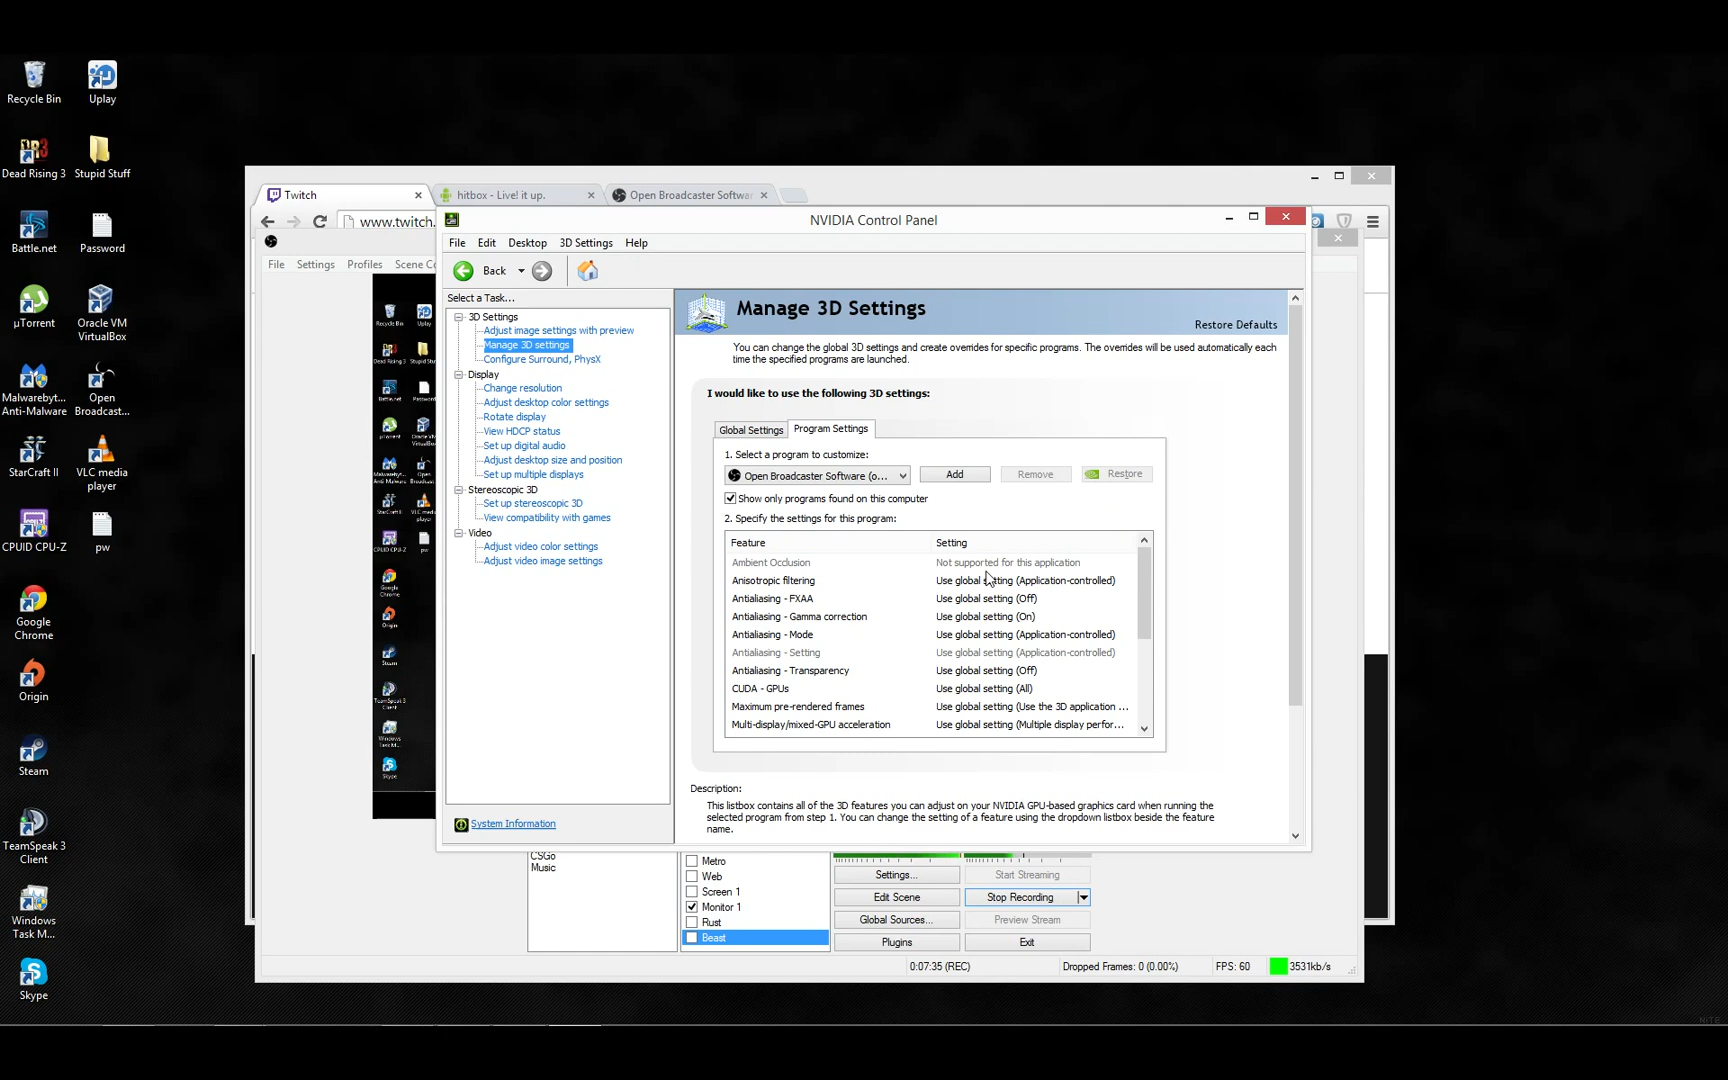 Recycle Bin
Uplay
Dead Rising 3
Stupid Stuff
Battle.net
Password
µTorrent
Oracle VM
VirtualBox
Malwarebyt...
Anti-Malware
Open
Broadcast...
StarCraft II
VLC media
player
CPUID CPU-Z
pw
Google
Chrome
Origin
Steam
TeamSpeak 3
Client
Windows
Task M...
Skype
Twitch
hitbox - Live! it up.
Open Broadcaster Softwar
www.twitch.
File Settings Profiles Scene Co
NVIDIA Control Panel
File Edit Desktop 3D Settings Help
Back
Select a Task...
3D Settings
Adjust image settings with preview
Manage 3D settings
Configure Surround, PhysX
Display
Change resolution
Adjust desktop color settings
Rotate display
View HDCP status
Set up digital audio
Adjust desktop size and position
Set up multiple displays
Stereoscopic 3D
Set up stereoscopic 3D
View compatibility with games
Video
Adjust video color settings
Adjust video image settings
System Information
Manage 3D Settings
Restore Defaults
You can change the global 3D settings and create overrides for specific programs. The overrides will be used automatically each
time the specified programs are launched.
I would like to use the following 3D settings:
Global Settings Program Settings
1. Select a program to customize:
Open Broadcaster Software (o... Add Remove Restore
Show only programs found on this computer
2. Specify the settings for this program:
Feature Setting
Ambient Occlusion Not supported for this application
Anisotropic filtering Use global setting (Application-controlled)
Antialiasing - FXAA Use global setting (Off)
Antialiasing - Gamma correction Use global setting (On)
Antialiasing - Mode Use global setting (Application-controlled)
Antialiasing - Setting Use global setting (Application-controlled)
Antialiasing - Transparency Use global setting (Off)
CUDA - GPUs Use global setting (All)
Maximum pre-rendered frames Use global setting (Use the 3D application ...
Multi-display/mixed-GPU acceleration Use global setting (Multiple display perfor...
Description:
This listbox contains all of the 3D features you can adjust on your NVIDIA GPU-based graphics card when running the
selected program from step 1. You can change the setting of a feature using the dropdown listbox beside the feature
name.
CSGo
Music
Metro
Web
Screen 1
Monitor 1
Rust
Beast
Settings... Start Streaming
Edit Scene Stop Recording
Global Sources... Preview Stream
Plugins Exit
0:07:35 (REC) Dropped Frames: 0 (0.00%) FPS: 60 3531kb/s